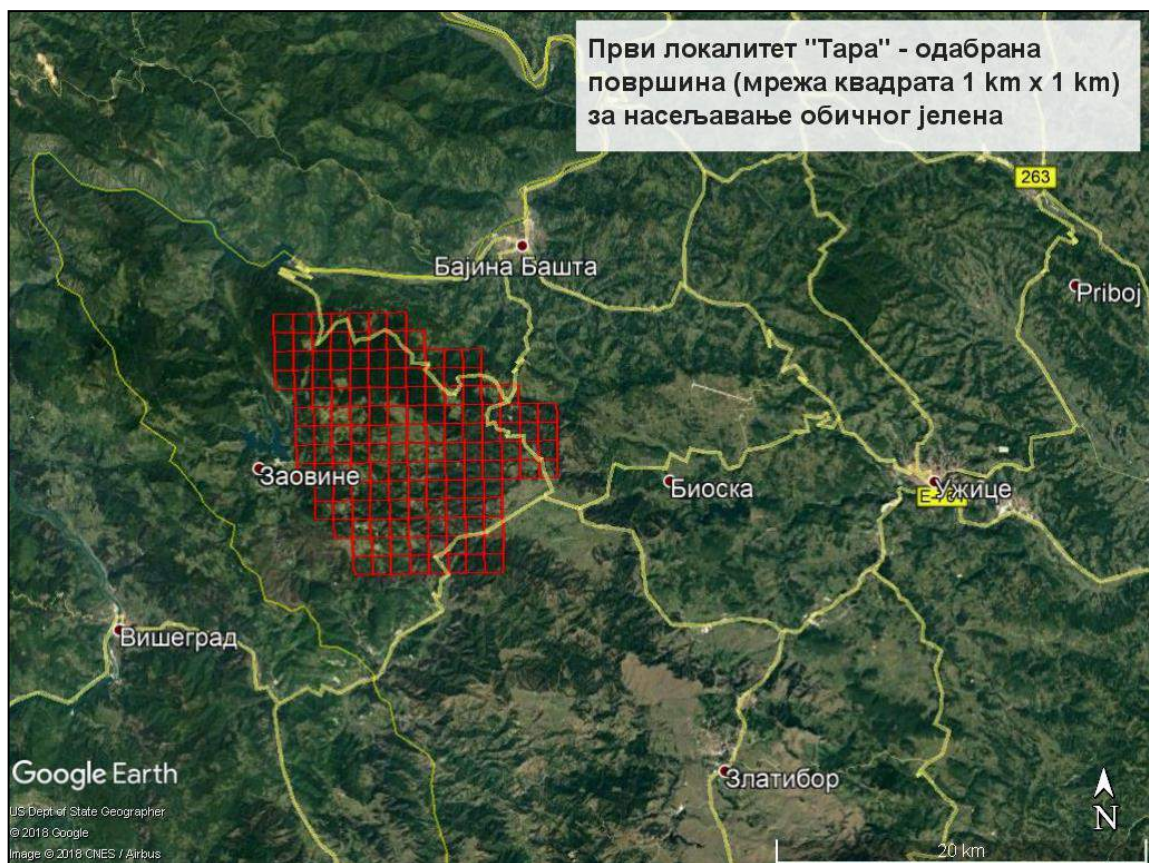 Први локалитет "Тара" - одабрана
површина (мрежа квадрата 1 km x 1 km)
за насељавање обичног јелена
263
Бајина Башта
Priboj
Заовине
Биоска
Ужице
Вишеград
Златибор
Google Earth
US Dept of State Geographer
© 2018 Google
Image © 2018 CNES / Airbus
N
20 km